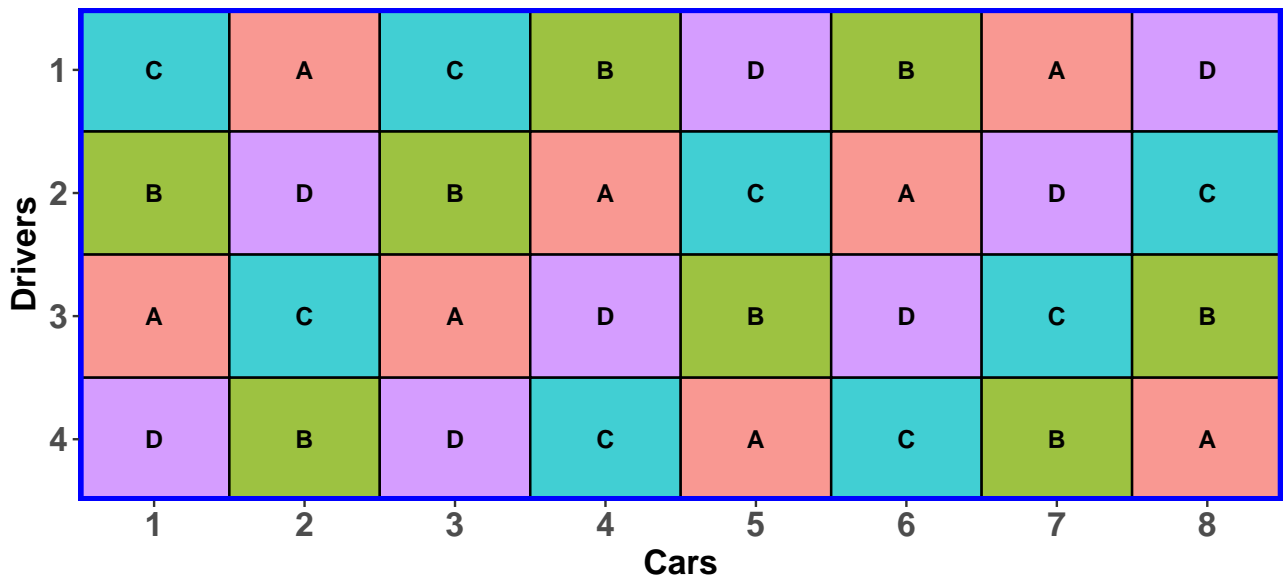 1 C A C B D B A D
2 B D B A C A D C
Drivers
3 A C A D B D C B
4 D B D C A C B A
1 2 3 4 5 6 7 8
Cars